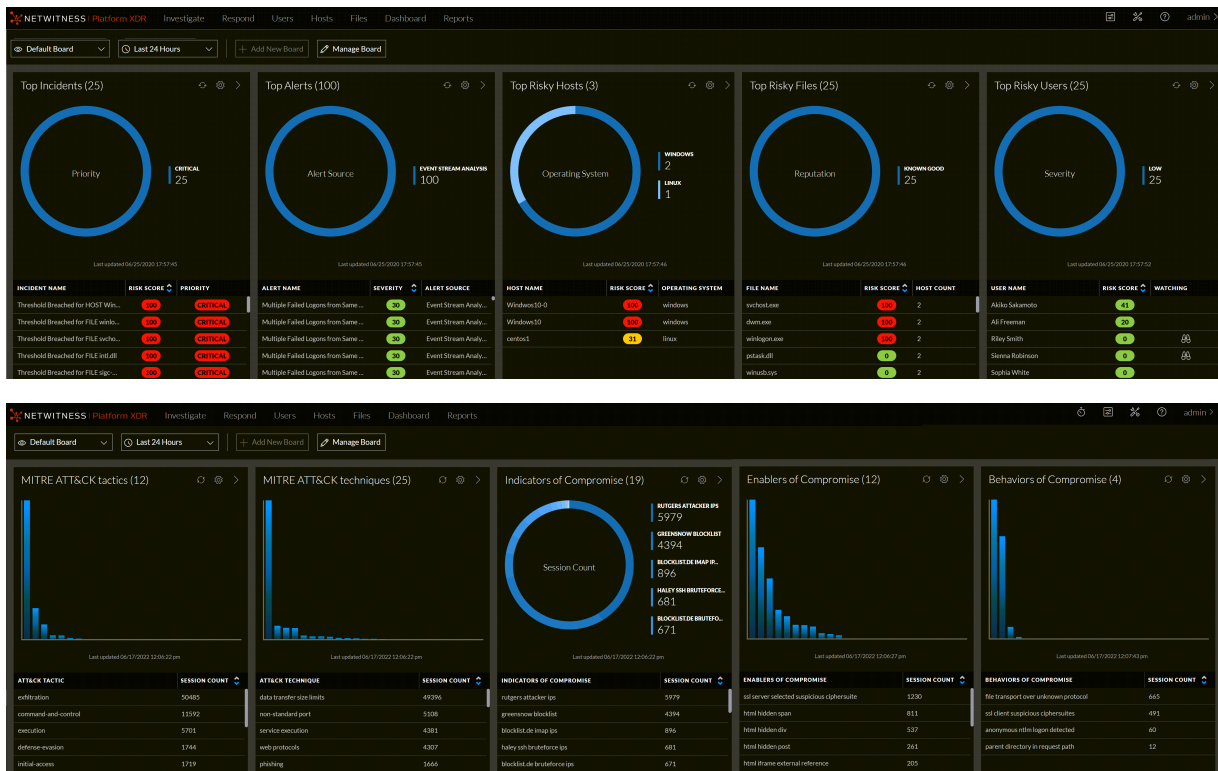 NETWITNESS Platform XDR Investigate Respond Users Hosts Files Dashboard Reports admin >
Default Board Last 24 Hours + Add New Board Manage Board
Top Incidents (25)
Priority
CRITICAL
25
Last updated 06/25/2020 17:57:45
INCIDENT NAME RISK SCORE PRIORITY
Threshold Breached for HOST Win... 100 CRITICAL
Threshold Breached for FILE winlo... 100 CRITICAL
Threshold Breached for FILE svcho... 100 CRITICAL
Threshold Breached for FILE intl.dll 100 CRITICAL
Threshold Breached for FILE sigc-... 100 CRITICAL
Top Alerts (100)
Alert Source
EVENT STREAM ANALYSIS
100
Last updated 06/25/2020 17:57:45
ALERT NAME SEVERITY ALERT SOURCE
Multiple Failed Logons from Same ... 30 Event Stream Analy...
Multiple Failed Logons from Same ... 30 Event Stream Analy...
Multiple Failed Logons from Same ... 30 Event Stream Analy...
Multiple Failed Logons from Same ... 30 Event Stream Analy...
Multiple Failed Logons from Same ... 30 Event Stream Analy...
Top Risky Hosts (3)
Operating System
WINDOWS
2
LINUX
1
Last updated 06/25/2020 17:57:46
HOST NAME RISK SCORE OPERATING SYSTEM
Windwos10-0 100 windows
Windows10 100 windows
centos1 31 linux
Top Risky Files (25)
Reputation
KNOWN GOOD
25
Last updated 06/25/2020 17:57:46
FILE NAME RISK SCORE HOST COUNT
svchost.exe 100 2
dwm.exe 100 2
winlogon.exe 100 2
pstask.dll 0 2
winusb.sys 0 2
Top Risky Users (25)
Severity
LOW
25
Last updated 06/25/2020 17:57:52
USER NAME RISK SCORE WATCHING
Akiko Sakamoto 41
Ali Freeman 20
Riley Smith 0
Sienna Robinson 0
Sophia White 0
NETWITNESS Platform XDR Investigate Respond Users Hosts Files Dashboard Reports admin >
Default Board Last 24 Hours + Add New Board Manage Board
MITRE ATT&CK tactics (12)
Last updated 06/17/2022 12:06:22 pm
ATT&CK TACTIC SESSION COUNT
exfiltration 50485
command-and-control 11592
execution 5701
defense-evasion 1744
initial-access 1719
MITRE ATT&CK techniques (25)
Last updated 06/17/2022 12:06:22 pm
ATT&CK TECHNIQUE SESSION COUNT
data transfer size limits 49396
non-standard port 5108
service execution 4381
web protocols 4307
phishing 1666
Indicators of Compromise (19)
Session Count
RUTGERS ATTACKER IPS
5979
GREENSNOW BLOCKLIST
4394
BLOCKLIST.DE IMAP IP...
896
HALEY SSH BRUTEFORCE...
681
BLOCKLIST.DE BRUTEFO...
671
Last updated 06/17/2022 12:06:22 pm
INDICATORS OF COMPROMISE SESSION COUNT
rutgers attacker ips 5979
greensnow blocklist 4394
blocklist.de imap ips 896
haley ssh bruteforce ips 681
blocklist.de bruteforce ips 671
Enablers of Compromise (12)
Last updated 06/17/2022 12:06:27 pm
ENABLERS OF COMPROMISE SESSION COUNT
ssl server selected suspicious ciphersuite 1230
html hidden span 811
html hidden div 537
html hidden post 261
html iframe external reference 205
Behaviors of Compromise (4)
Last updated 06/17/2022 12:07:43 pm
BEHAVIORS OF COMPROMISE SESSION COUNT
file transport over unknown protocol 665
ssl client suspicious ciphersuites 491
anonymous ntlm logon detected 60
parent directory in request path 12